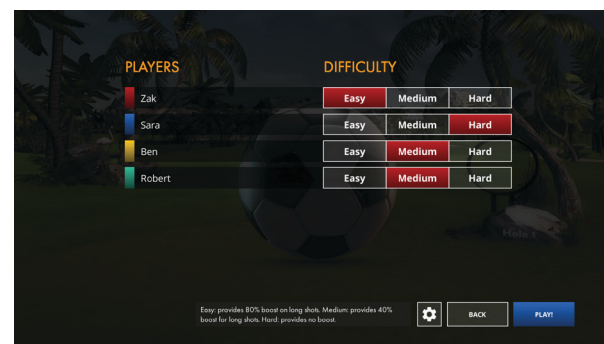 PLAYERS DIFFICULTY
Zak Easy Medium Hard
Sara Easy Medium Hard
Ben Easy Medium Hard
Robert Easy Medium Hard
Hole 1
Easy: provides 80% boost on long shots. Medium: provides 40%
boost for long shots. Hard: provides no boost.
BACK PLAY!